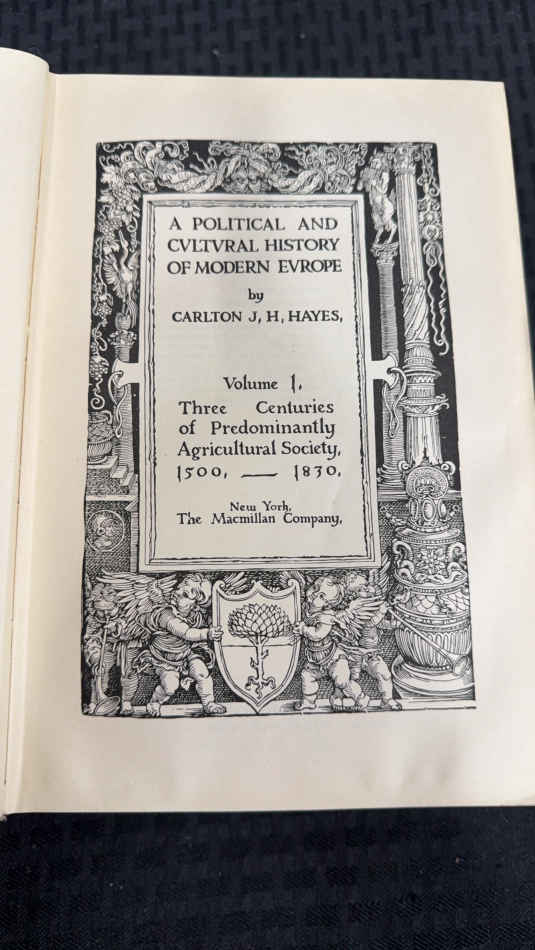 A POLITICAL AND
CVLTVRAL HISTORY
OF MODERN EVROPE
by
CARLTON J, H, HAYES,
Volume 1,
Three Centuries
of Predominantly
Agricultural Society,
1500, — 1830,
New York,
The Macmillan Company,